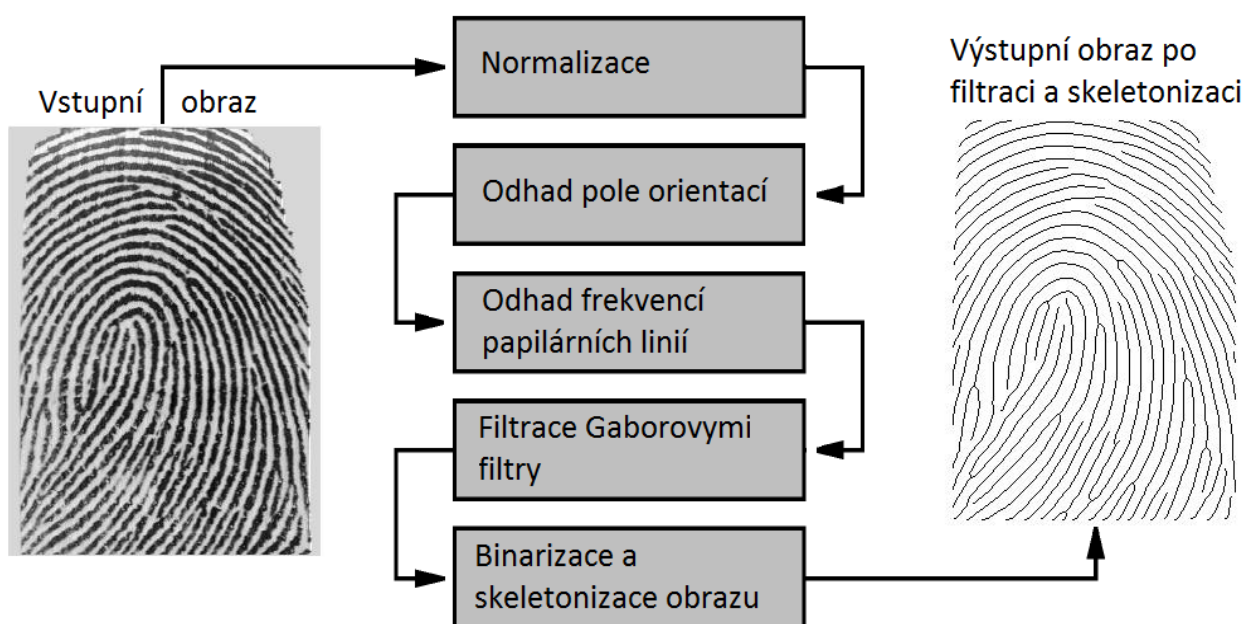 Vstupní obraz
Normalizace
Odhad pole orientací
Odhad frekvencí
papilárních linií
Filtrace Gaborovymi
filtry
Binarizace a
skeletonizace obrazu
Výstupní obraz po
filtraci a skeletonizaci